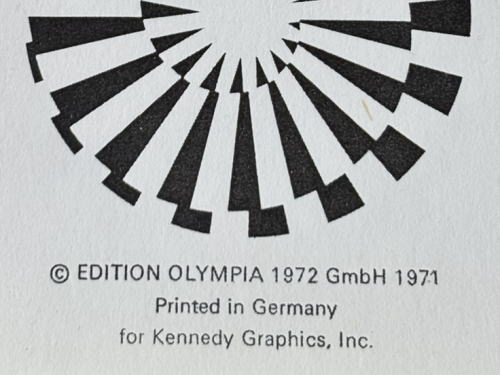 © EDITION OLYMPIA 1972 GmbH 1971
Printed in Germany
for Kennedy Graphics, Inc.